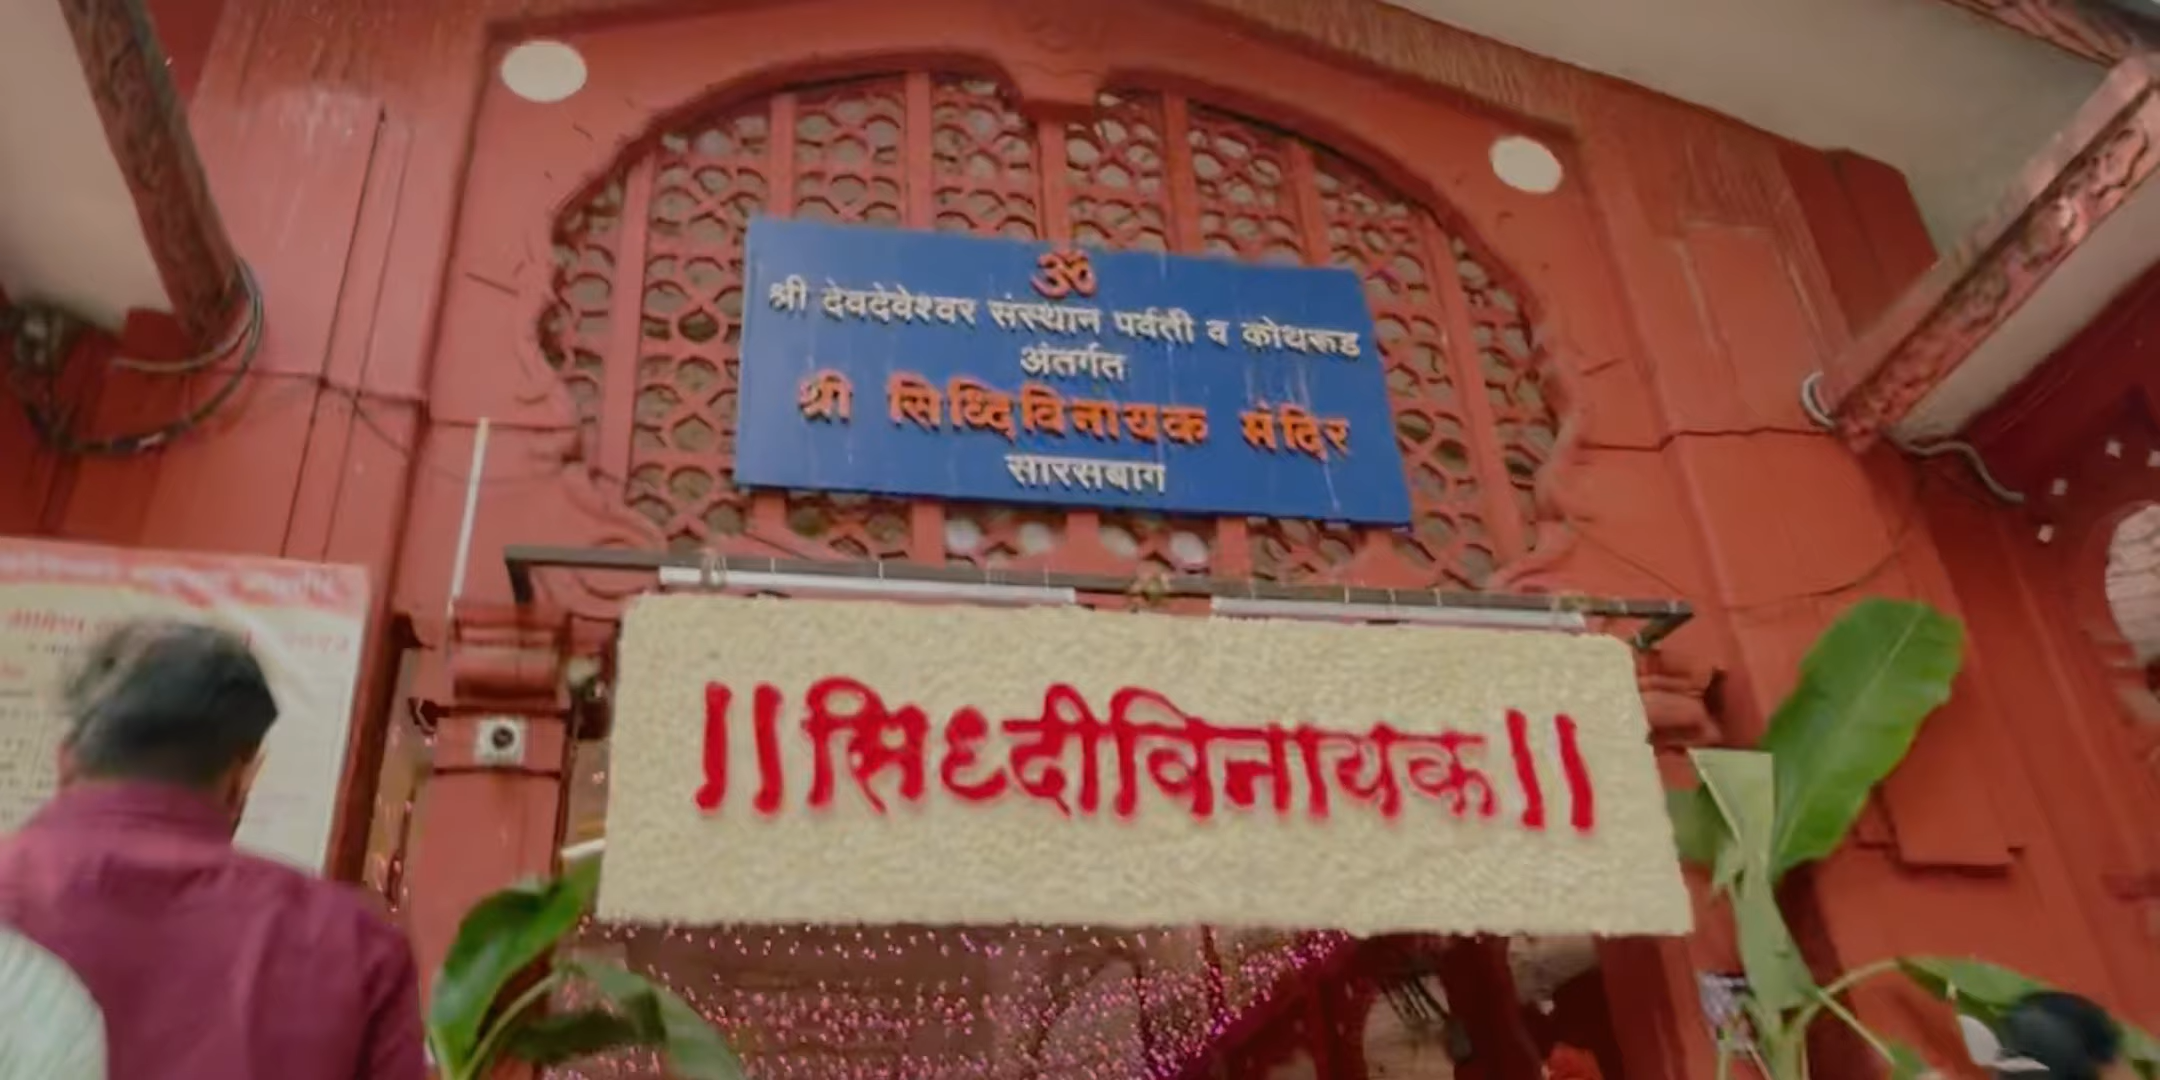 ॐ
श्री देवदेवेश्वर संस्थान पर्वती व कोथरूड
अंतर्गत
श्री सिध्दिविनायक मंदिर
सारसबाग
||सिध्दीविनायक||